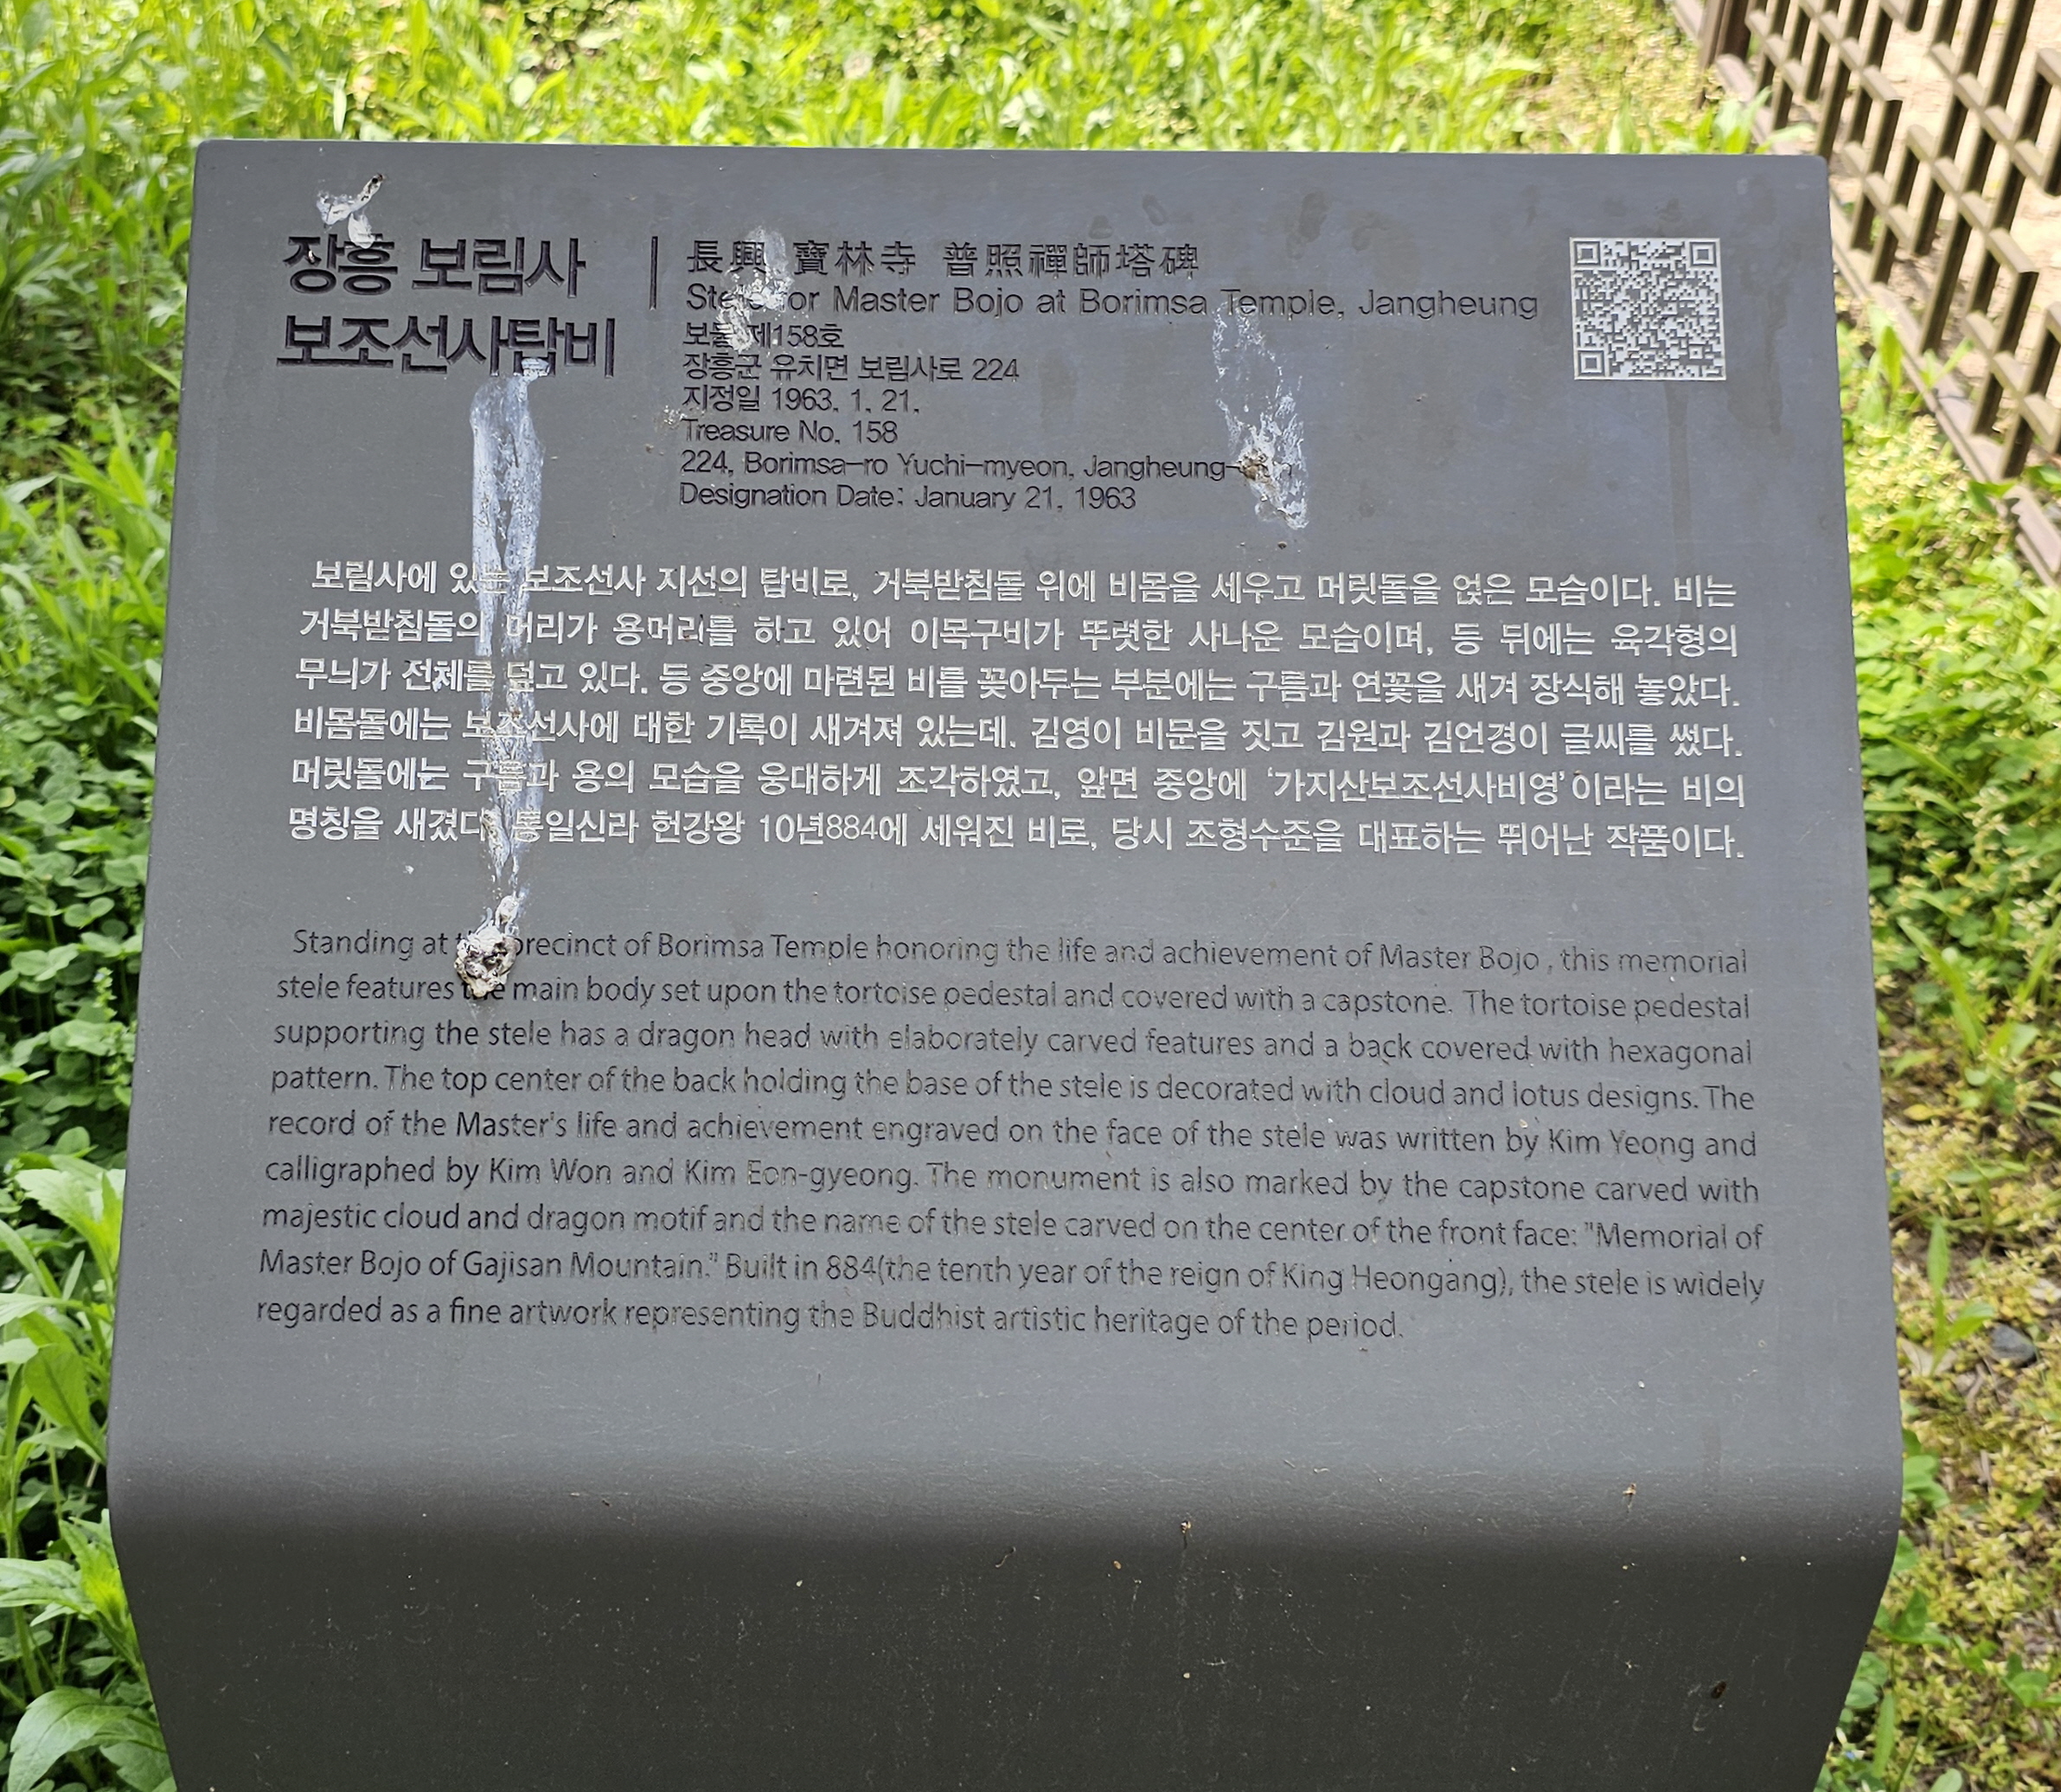 장흥 보림사
보조선사탑비
長興 寶林寺 普照禪師塔碑
Stele for Master Bojo at Borimsa Temple, Jangheung
보물 제158호
장흥군 유치면 보림사로 224
지정일 1963. 1. 21.
Treasure No. 158
224, Borimsa-ro Yuchi-myeon, Jangheung-
Designation Date: January 21, 1963
보림사에 있는 보조선사 지선의 탑비로, 거북받침돌 위에 비몸을 세우고 머릿돌을 얹은 모습이다. 비는
거북받침돌의 머리가 용머리를 하고 있어 이목구비가 뚜렷한 사나운 모습이며, 등 뒤에는 육각형의
무늬가 전체를 덮고 있다. 등 중앙에 마련된 비를 꽂아두는 부분에는 구름과 연꽃을 새겨 장식해 놓았다.
비몸돌에는 보조선사에 대한 기록이 새겨져 있는데, 김영이 비문을 짓고 김원과 김언경이 글씨를 썼다.
머릿돌에는 구름과 용의 모습을 웅대하게 조각하였고, 앞면 중앙에 ‘가지산보조선사비영’이라는 비의
명칭을 새겼다. 통일신라 헌강왕 10년884에 세워진 비로, 당시 조형수준을 대표하는 뛰어난 작품이다.
Standing at the precinct of Borimsa Temple honoring the life and achievement of Master Bojo , this memorial
stele features the main body set upon the tortoise pedestal and covered with a capstone. The tortoise pedestal
supporting the stele has a dragon head with elaborately carved features and a back covered with hexagonal
pattern. The top center of the back holding the base of the stele is decorated with cloud and lotus designs. The
record of the Master's life and achievement engraved on the face of the stele was written by Kim Yeong and
calligraphed by Kim Won and Kim Eon-gyeong. The monument is also marked by the capstone carved with
majestic cloud and dragon motif and the name of the stele carved on the center of the front face: "Memorial of
Master Bojo of Gajisan Mountain." Built in 884(the tenth year of the reign of King Heongang), the stele is widely
regarded as a fine artwork representing the Buddhist artistic heritage of the period.